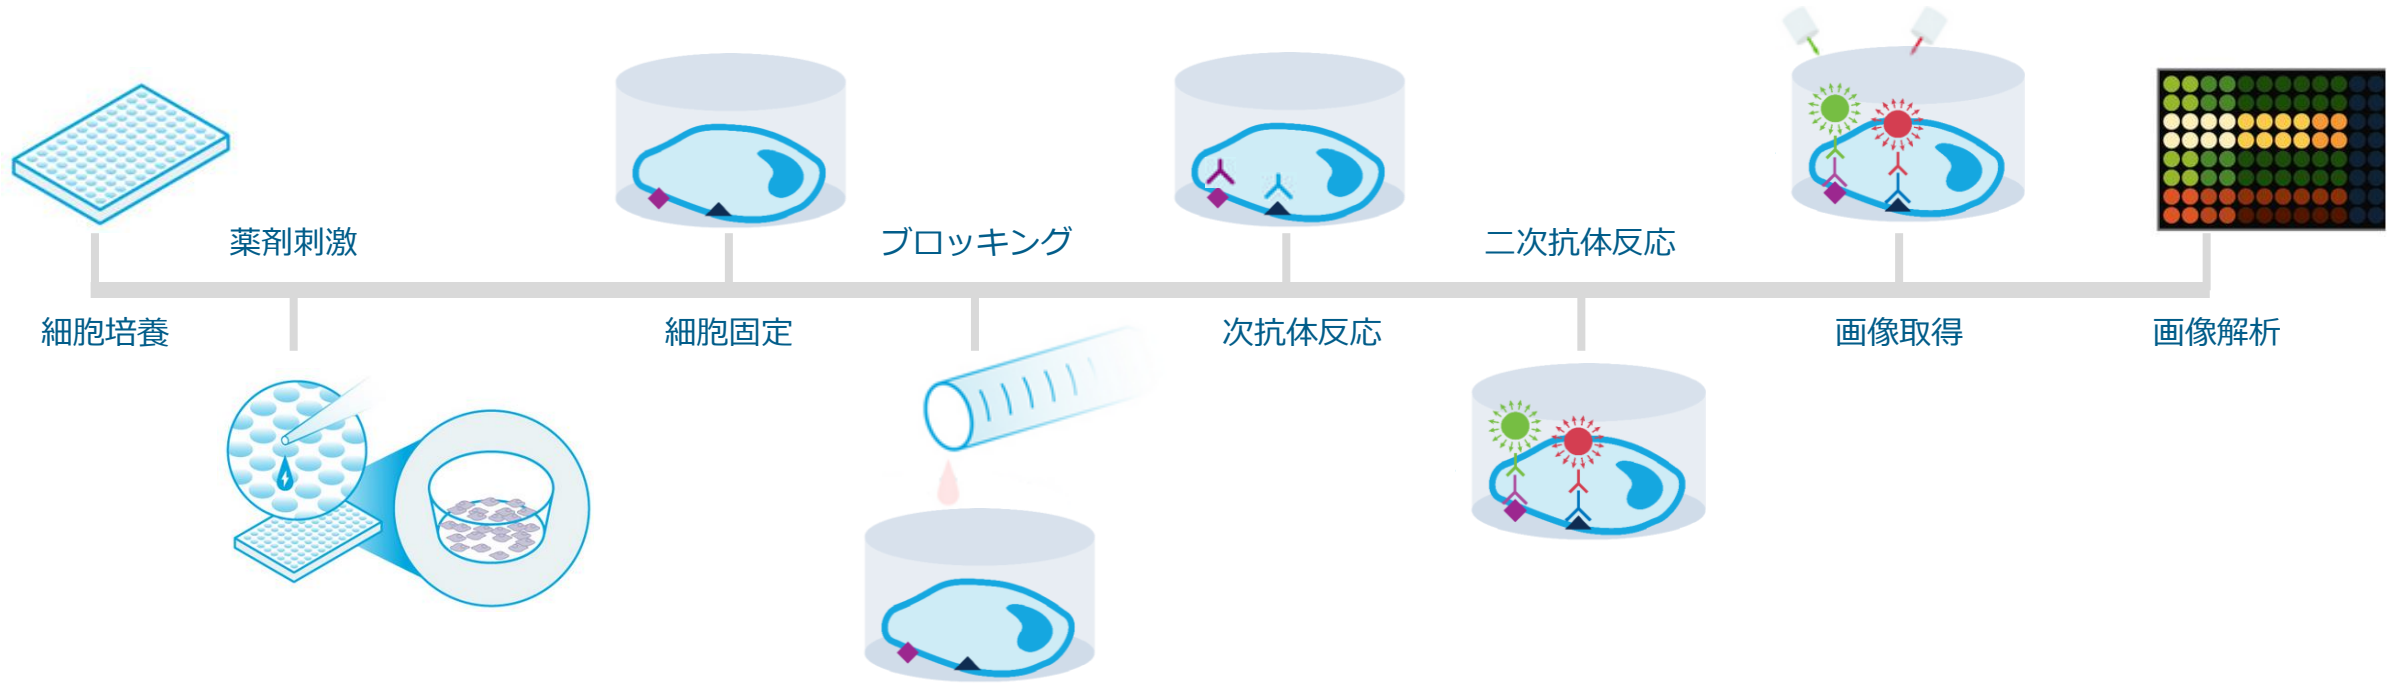 細胞培養
薬剤刺激
細胞固定
ブロッキング
次抗体反応
二次抗体反応
画像取得
画像解析